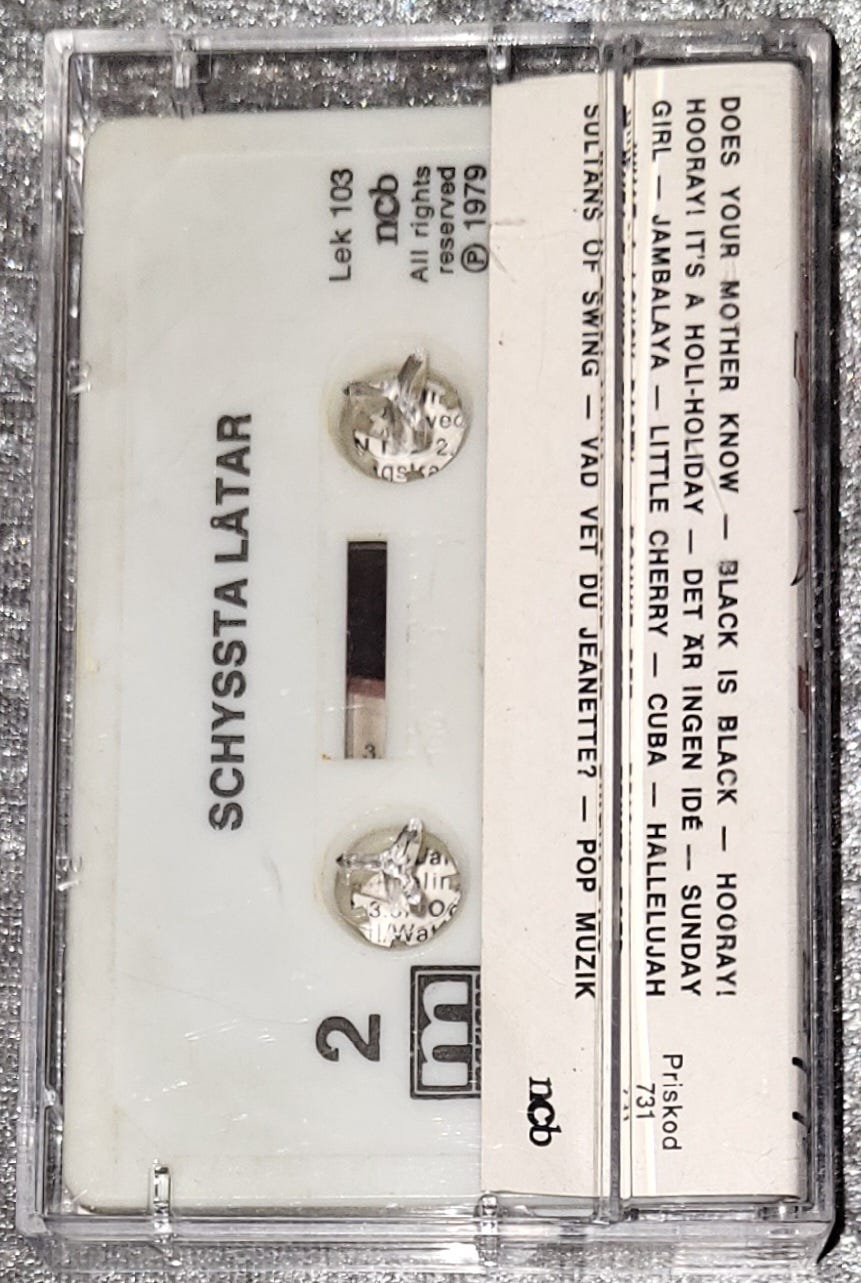 DOES YOUR MOTHER KNOW — BLACK IS BLACK — HOORAY!
HOORAY! IT'S A HOLI-HOLIDAY — DET ÄR INGEN IDÉ — SUNDAY
GIRL — JAMBALAYA — LITTLE CHERRY — CUBA — HALLELUJAH
SULTANS OF SWING — VAD VET DU JEANETTE? — POP MUZIK
Priskod
731
ncb
Ⓟ 1979
reserved
All rights
ncb
Lek 103
SCHYSSTA LÅTAR
2
3